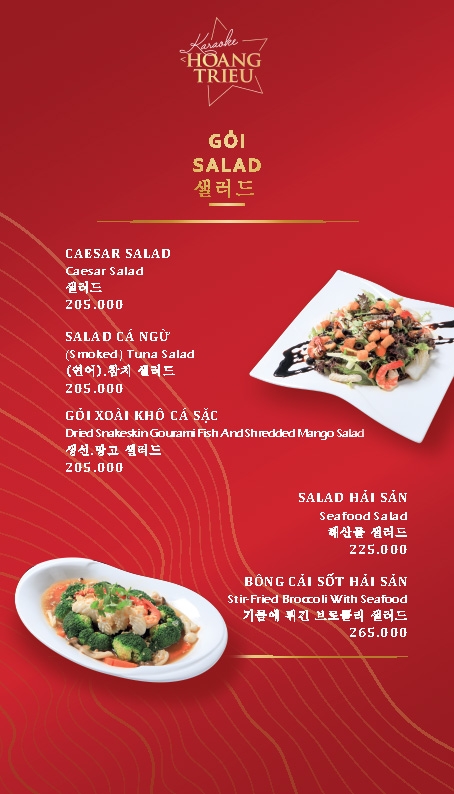 Karaoke
HOANG
TRIEU
GỎI
SALAD
샐러드
CAESAR SALAD
Caesar Salad
샐러드
205.000
SALAD CÁ NGỪ
(Smoked) Tuna Salad
(연어).참치 샐러드
205.000
GỎI XOÀI KHÔ CÁ SẶC
Dried Snakeskin Gourami Fish And Shredded Mango Salad
생선.망고 샐러드
205.000
SALAD HẢI SẢN
Seafood Salad
해산물 샐러드
225.000
BÔNG CẢI SỐT HẢI SẢN
Stir-Fried Broccoli With Seafood
기름에 튀긴 브로콜리 샐러드
265.000